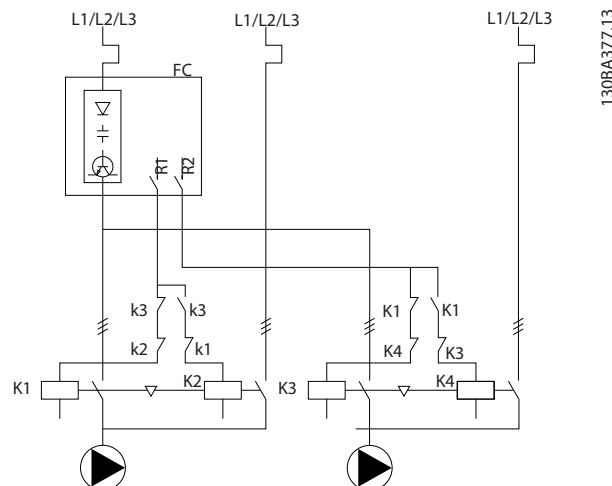 L1/L2/L3
L1/L2/L3
L1/L2/L3
130BA377.13
FC
R1
R2
k3
k3
K1
K1
k2
k1
K4
K3
K1
K2
K3
K4